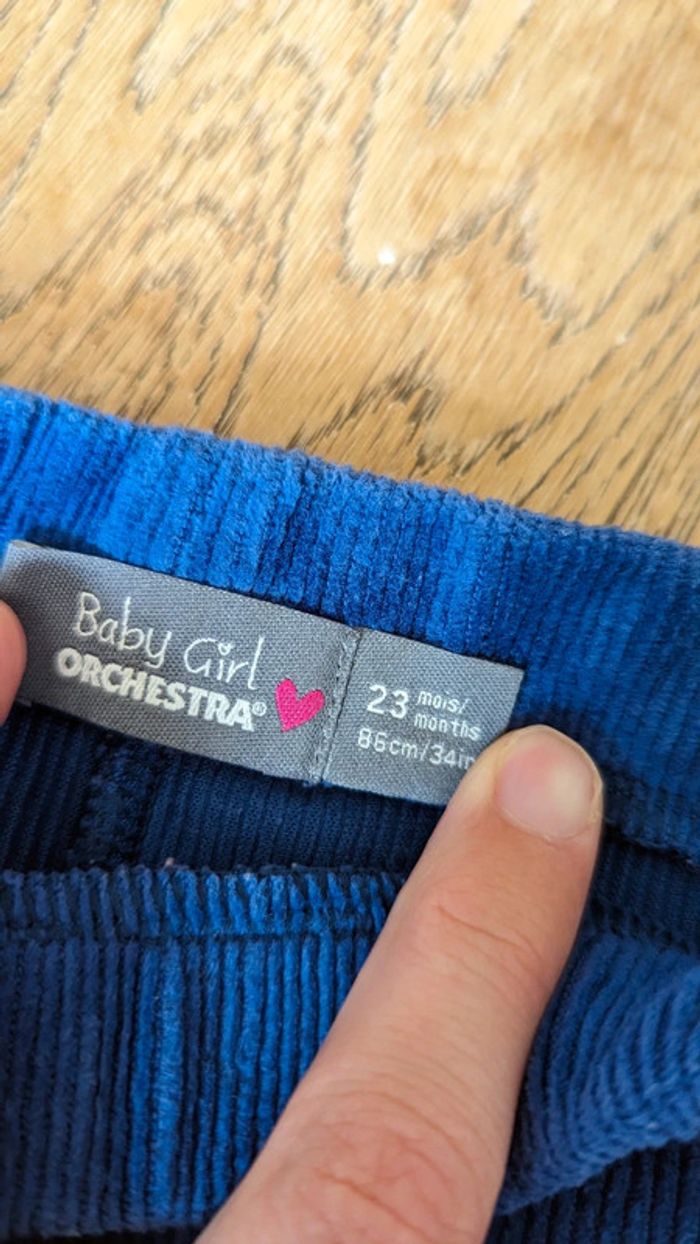 Baby Girl
ORCHESTRA®
23 mois/
months
86cm/34in